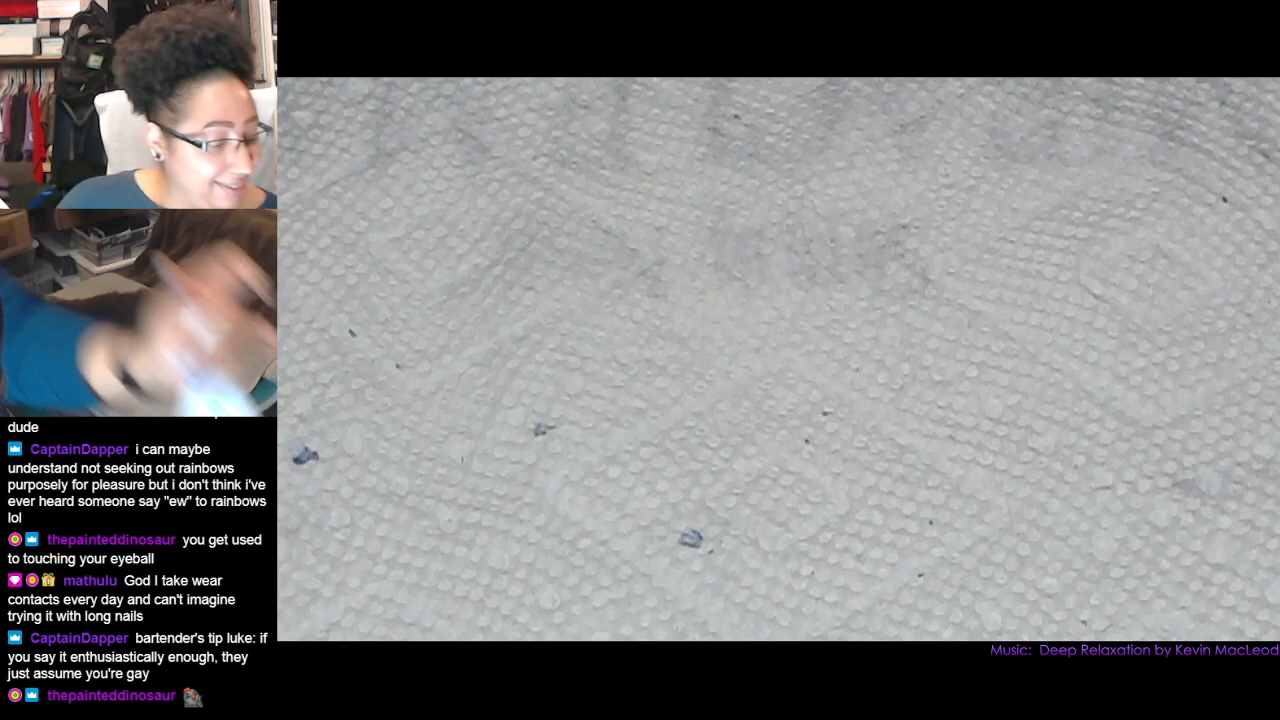 dude
CaptainDapper i can maybe
understand not seeking out rainbows
purposely for pleasure but i don't think i've
ever heard someone say "ew" to rainbows
lol
thepainteddinosaur you get used
to touching your eyeball
mathulu God I take wear
contacts every day and can't imagine
trying it with long nails
CaptainDapper bartender's tip luke: if
you say it enthusiastically enough, they
just assume you're gay
thepainteddinosaur
Music: Deep Relaxation by Kevin MacLeod